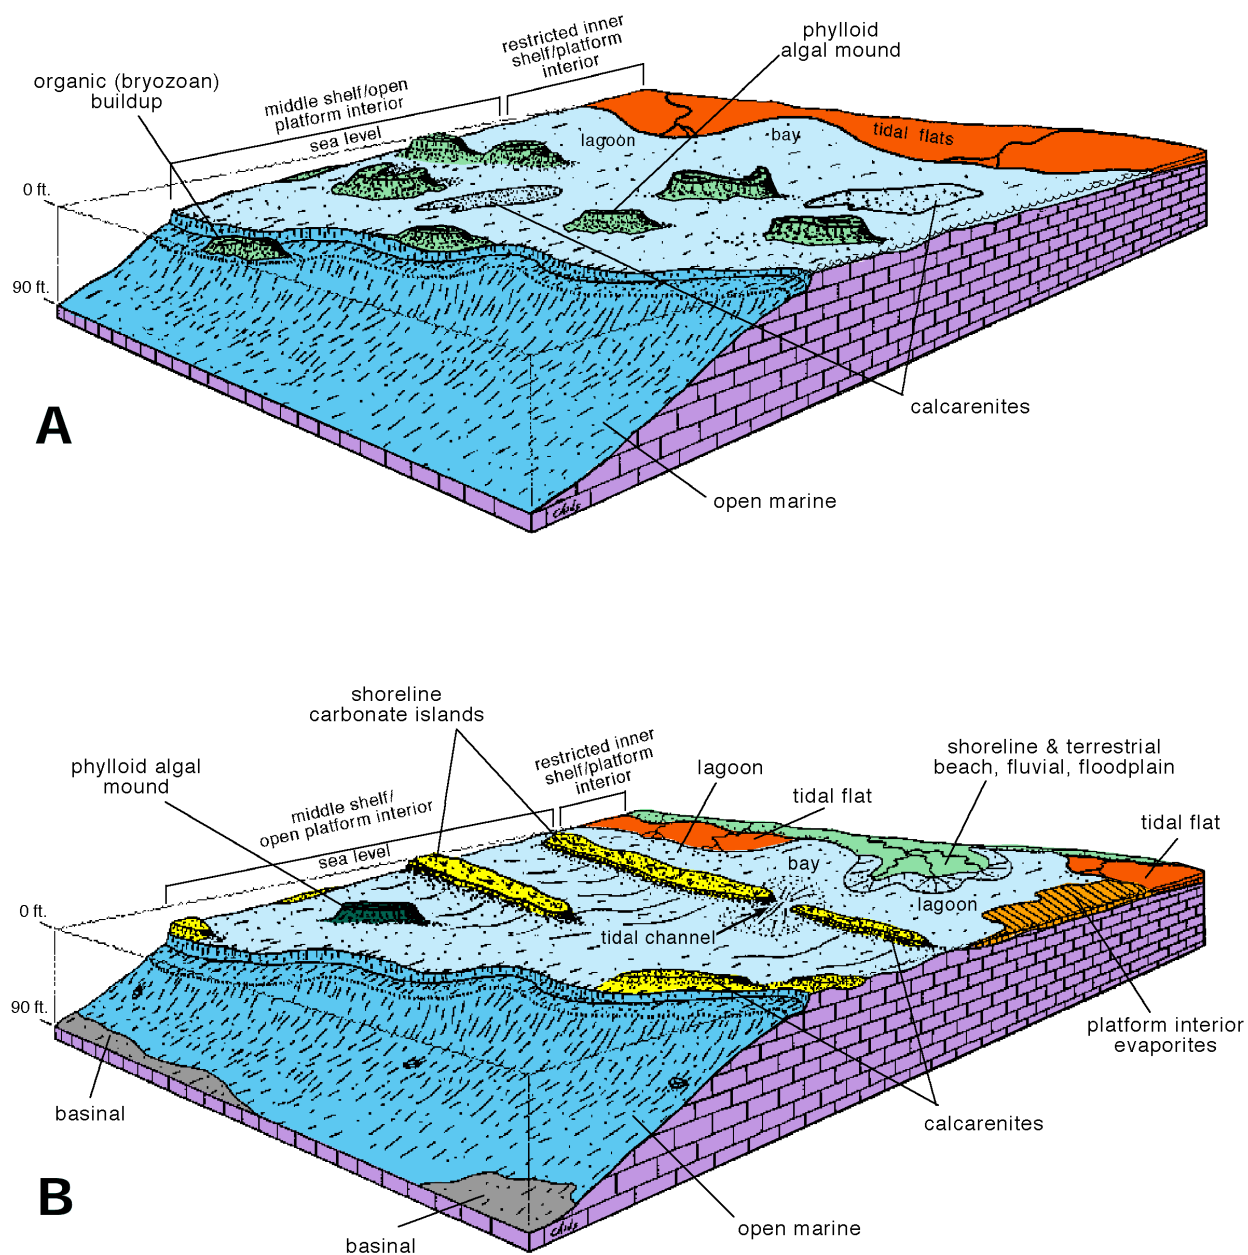 restricted inner
shelf/platform
interior
phylloid
algal mound
organic (bryozoan)
buildup
middle shelf/open
platform interior
sea level
lagoon
bay
tidal flats
0 ft.
90 ft.
calcarenites
A
open marine
shoreline
carbonate islands
restricted inner
shelf/platform
interior
shoreline & terrestrial
beach, fluvial, floodplain
phylloid algal
mound
lagoon
tidal flat
middle shelf/
open platform interior
tidal flat
sea level
bay
lagoon
0 ft.
tidal channel
90 ft.
platform interior
evaporites
basinal
calcarenites
B
open marine
basinal